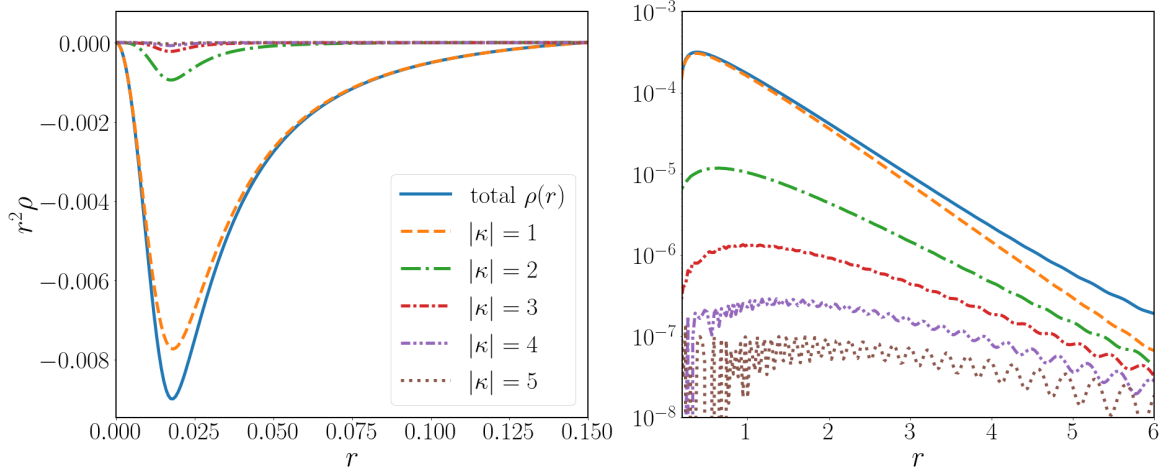 0.000
−0.002
−0.004
−0.006
−0.008
r²ρ
0.000 0.025 0.050 0.075 0.100 0.125 0.150
r
total ρ(r)
|κ| = 1
|κ| = 2
|κ| = 3
|κ| = 4
|κ| = 5
10⁻³
10⁻⁴
10⁻⁵
10⁻⁶
10⁻⁷
10⁻⁸
1 2 3 4 5 6
r